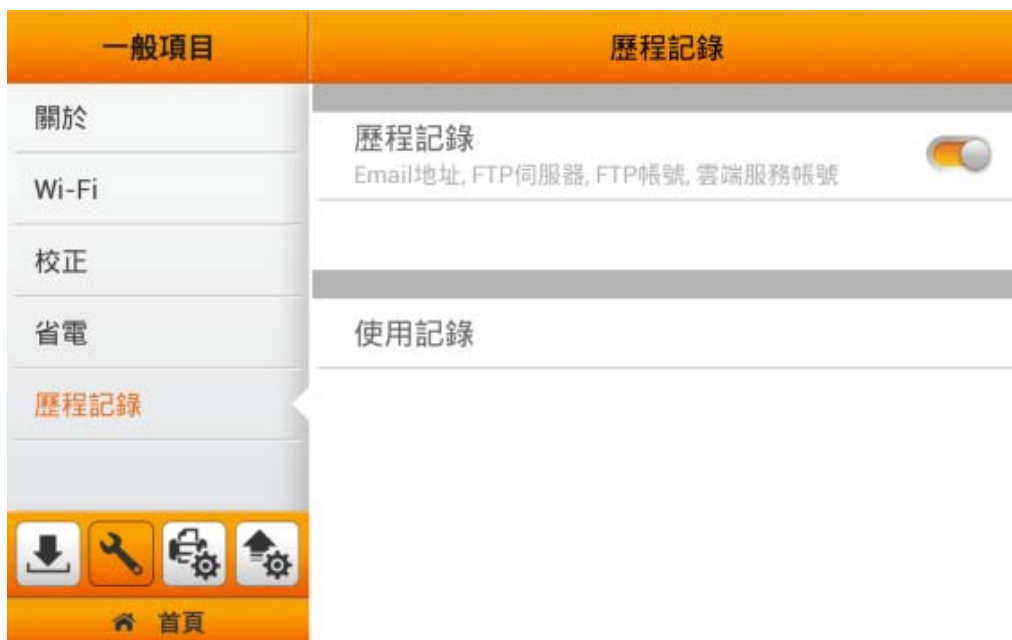 一般項目
關於
Wi-Fi
校正
省電
歷程記錄
首頁
歷程記錄
歷程記錄
Email地址, FTP伺服器, FTP帳號, 雲端服務帳號
使用記錄